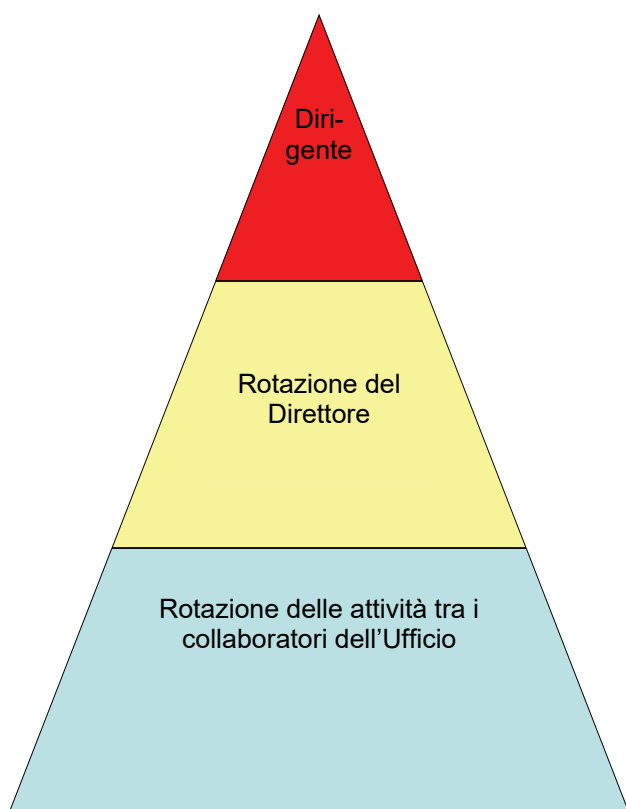 Diri-
gente
Rotazione del
Direttore
Rotazione delle attività tra i
collaboratori dell’Ufficio